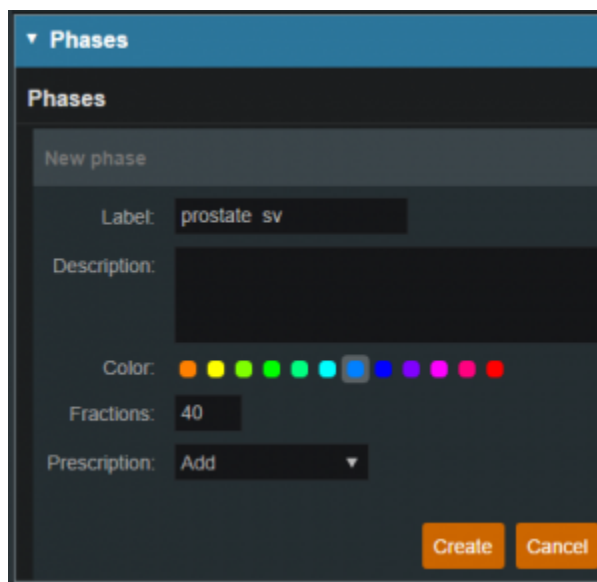 Phases
Phases
New phase
Label: prostate sv
Description:
Color:
Fractions: 40
Prescription: Add
Create Cancel